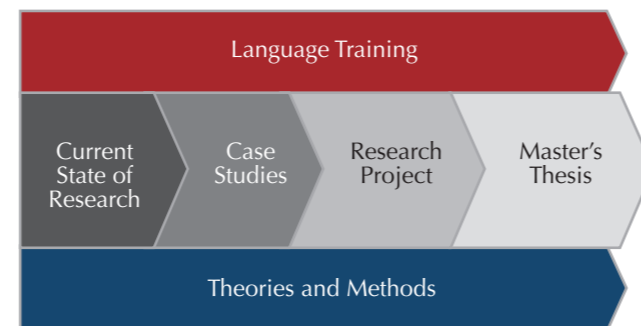 Language Training
Current
State of
Research
Case
Studies
Research
Project
Master’s
Thesis
Theories and Methods